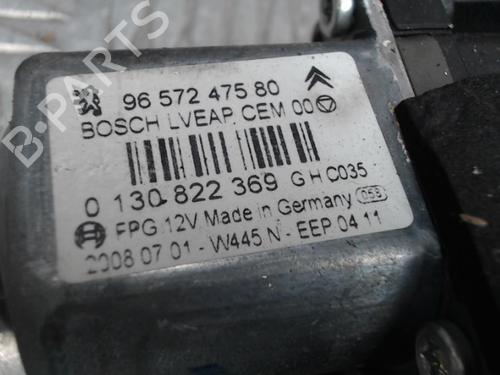 96 572 475 80
BOSCH LVEAP. CEM 00
0 130 822 369 G H C035
FPG 12V Made in Germany 053
2008 07 01 - W445 N - EEP 04 11